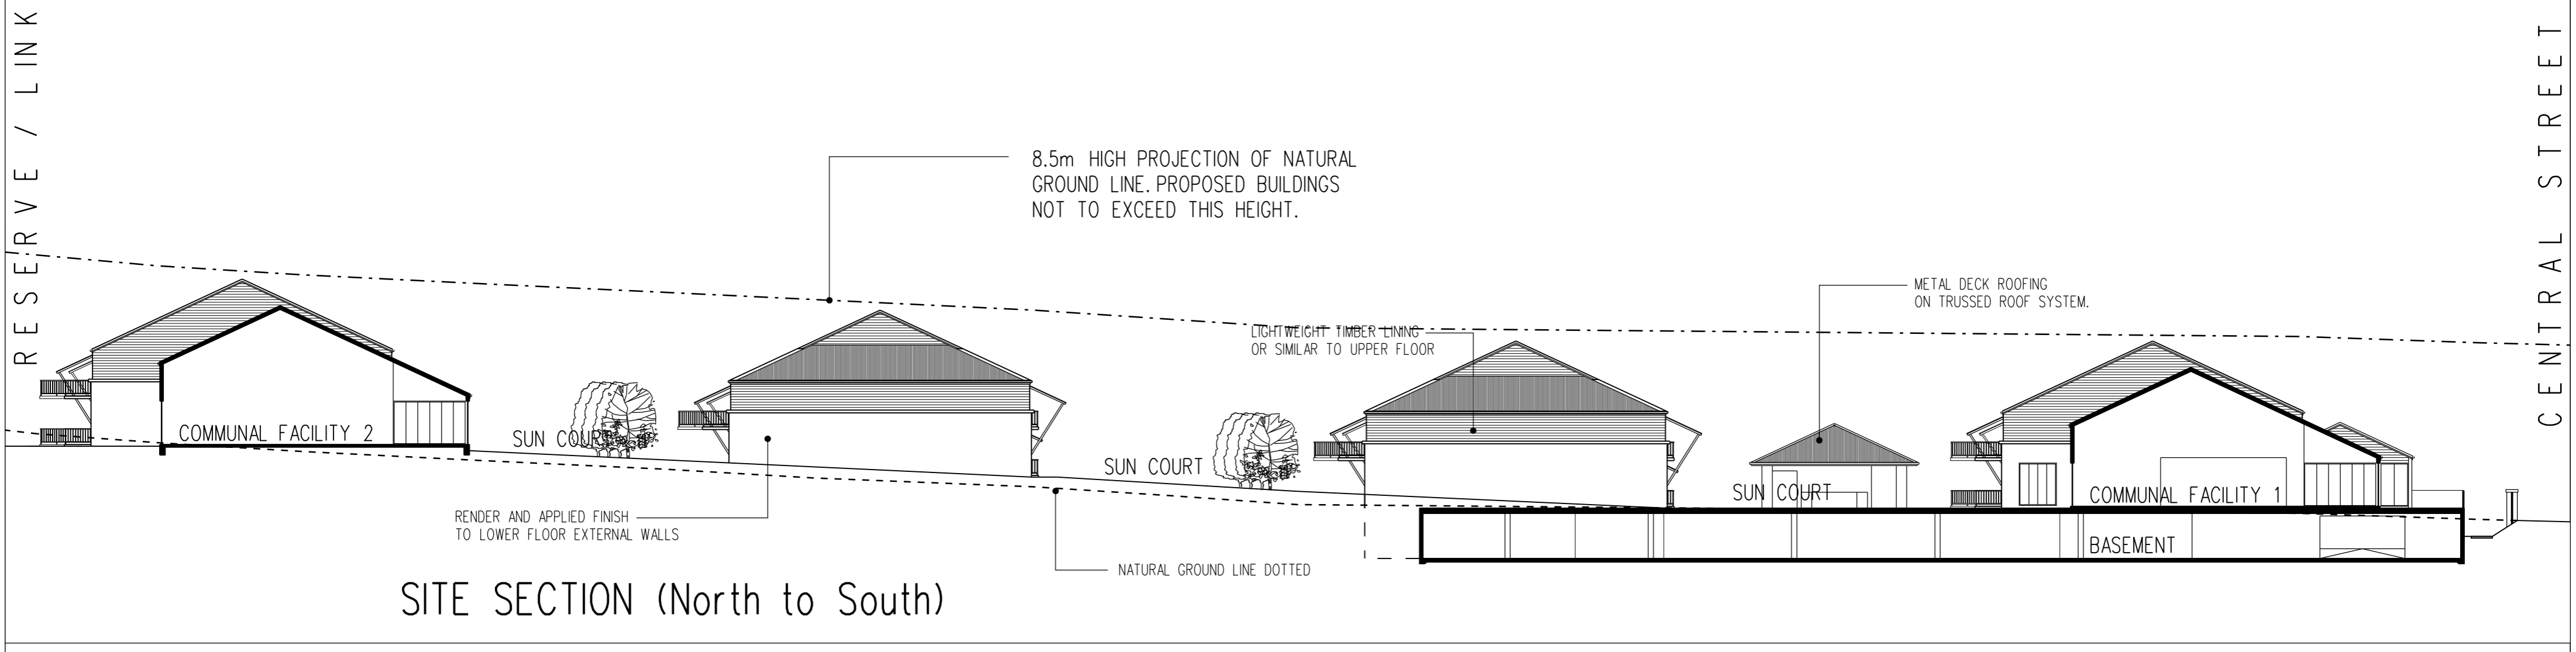 RESERVE / LINK
CENTRAL STREET
8.5m HIGH PROJECTION OF NATURAL
GROUND LINE. PROPOSED BUILDINGS
NOT TO EXCEED THIS HEIGHT.
METAL DECK ROOFING
ON TRUSSED ROOF SYSTEM.
LIGHTWEIGHT TIMBER LINING
OR SIMILAR TO UPPER FLOOR
COMMUNAL FACILITY 2
SUN COURT
SUN COURT
SUN COURT
COMMUNAL FACILITY 1
RENDER AND APPLIED FINISH
TO LOWER FLOOR EXTERNAL WALLS
BASEMENT
NATURAL GROUND LINE DOTTED
SITE SECTION (North to South)